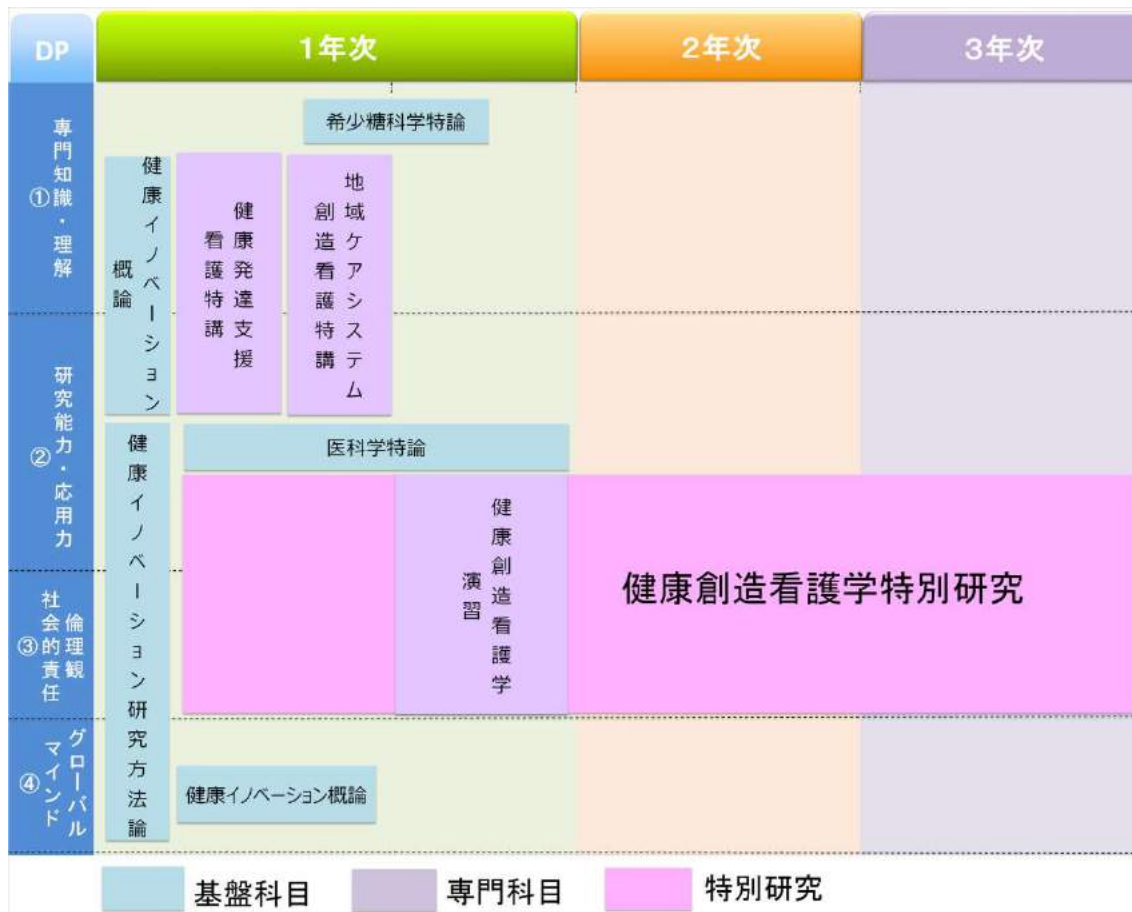 DP
1年次
2年次
3年次
①専門知識・理解
②研究能力・応用力
③
倫理観
社会的責任
④
グローバル
マインド
希少糖科学特論
健康イノベーション
概論
健康発達支援
看護特講
地域ケアシステム
創造看護特講
健康イノベーション研究方法論
医科学特論
健康創造看護学
演習
健康創造看護学特別研究
健康イノベーション概論
基盤科目
専門科目
特別研究